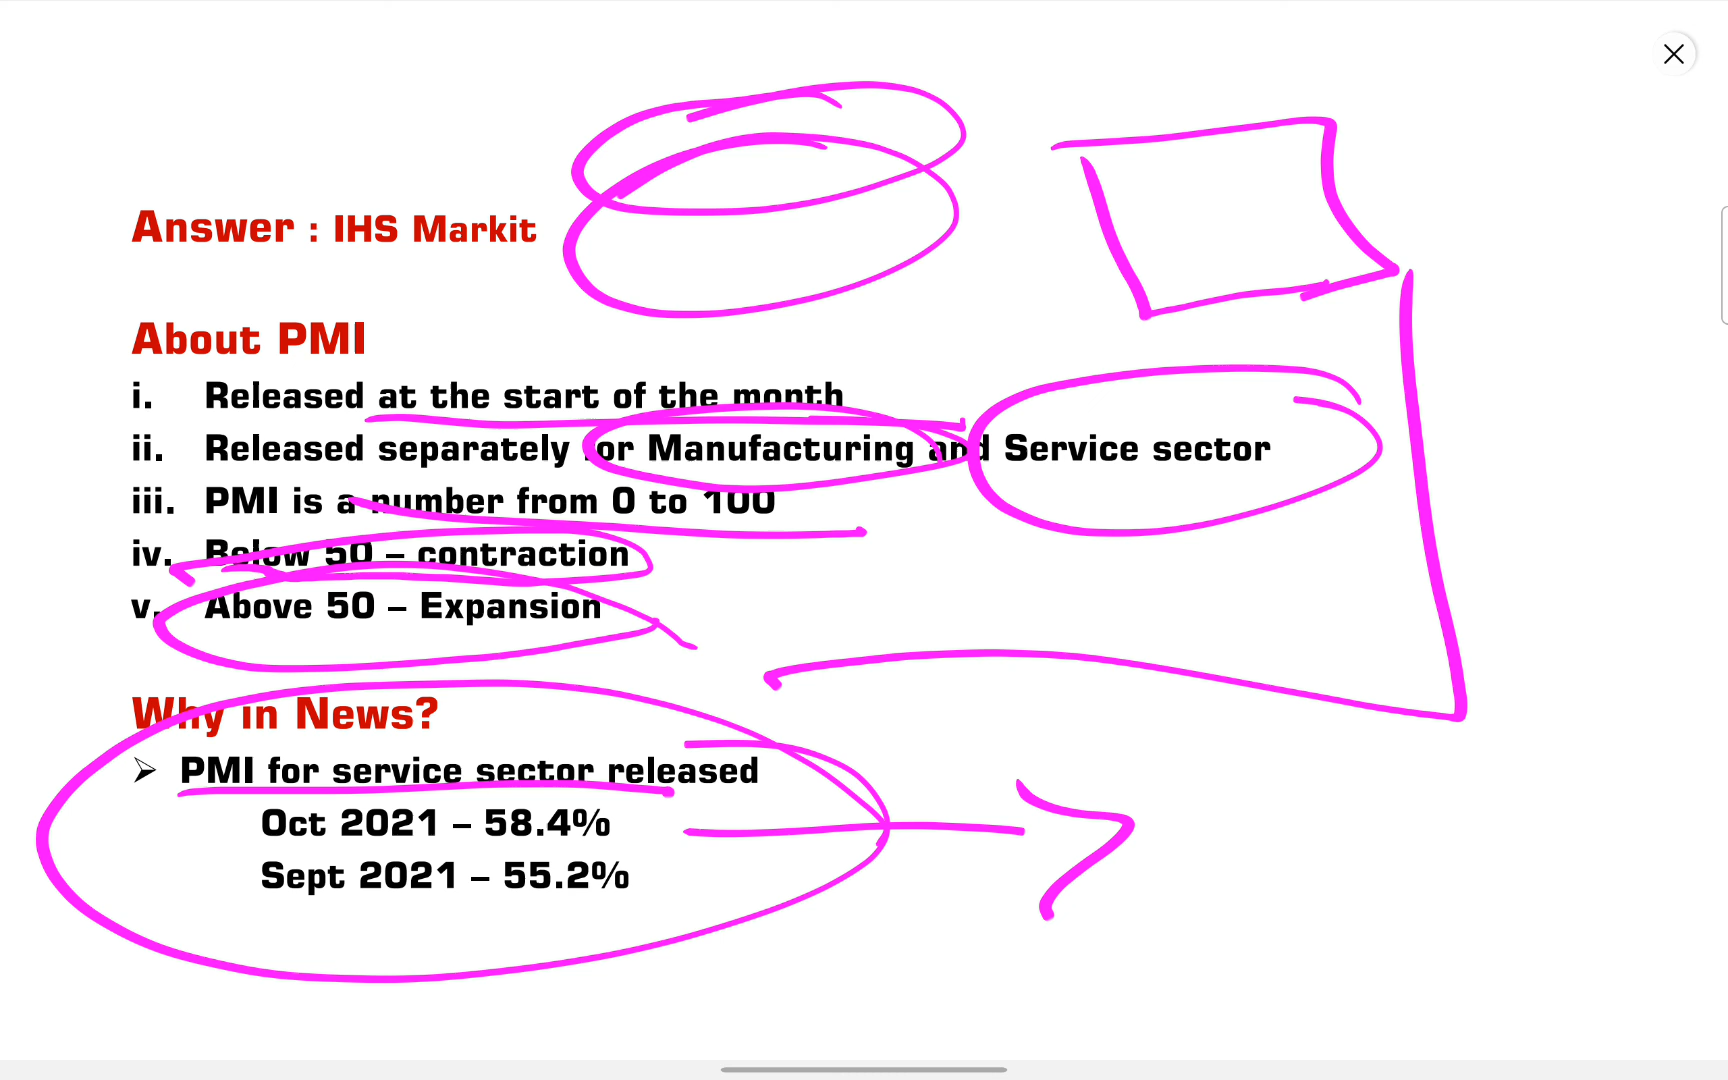 Answer : IHS Markit
About PMI
i. Released at the start of the month
ii. Released separately for Manufacturing and Service sector
iii. PMI is a number from 0 to 100
iv. Below 50 – contraction
v. Above 50 – Expansion
Why in News?
➢ PMI for service sector released
Oct 2021 – 58.4%
Sept 2021 – 55.2%